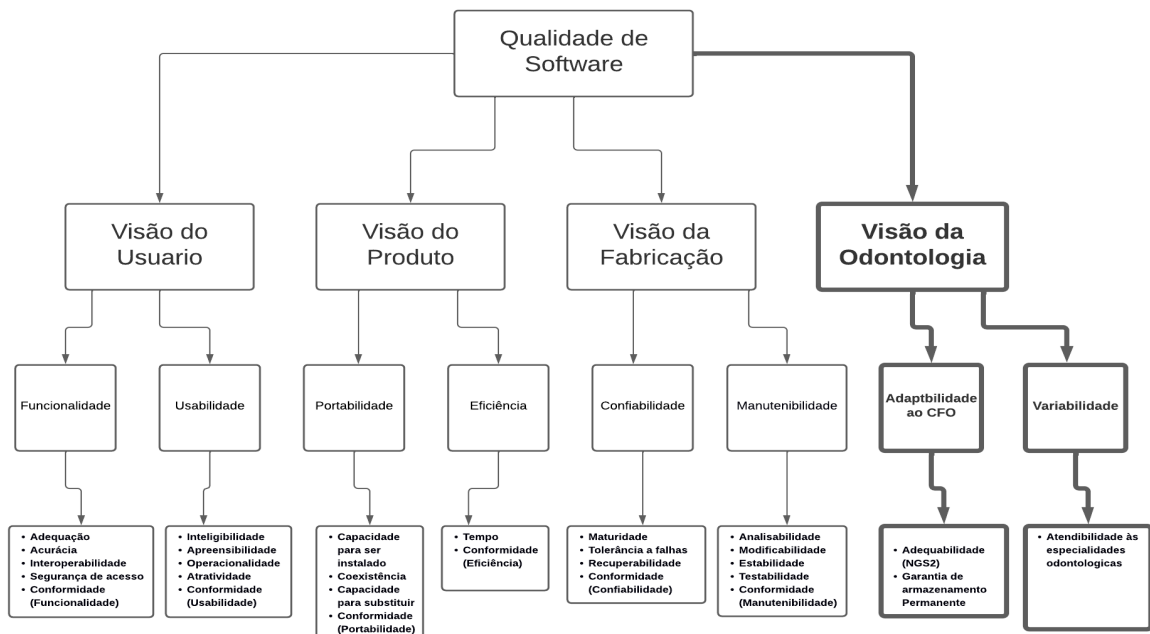 Qualidade de
Software
Visão do
Usuario
Visão do
Produto
Visão da
Fabricação
Visão da
Odontologia
Funcionalidade
Usabilidade
Portabilidade
Eficiência
Confiabilidade
Manutenibilidade
Adaptbilidade
ao CFO
Variabilidade
• Adequação
• Acurácia
• Interoperabilidade
• Segurança de acesso
• Conformidade
(Funcionalidade)
• Inteligibilidade
• Apreensibilidade
• Operacionalidade
• Atratividade
• Conformidade
(Usabilidade)
• Capacidade
para ser
instalado
• Coexistência
• Capacidade
para substituir
• Conformidade
(Portabilidade)
• Tempo
• Conformidade
(Eficiência)
• Maturidade
• Tolerância a falhas
• Recuperabilidade
• Conformidade
(Confiabilidade)
• Analisabilidade
• Modificabilidade
• Estabilidade
• Testabilidade
• Conformidade
(Manutenibilidade)
• Adequabilidade
(NGS2)
• Garantia de
armazenamento
Permanente
• Atendibilidade às
especialidades
odontologicas